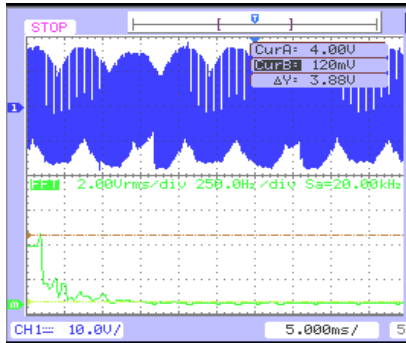 STOP
CurA= 4.00V
CurB= 120mV
ΔY= 3.88V
1
FFT 2.00Vrms/div 250.0Hz/div Sa=20.00kHz
m
CH1 10.0V/ 5.000ms/ 5